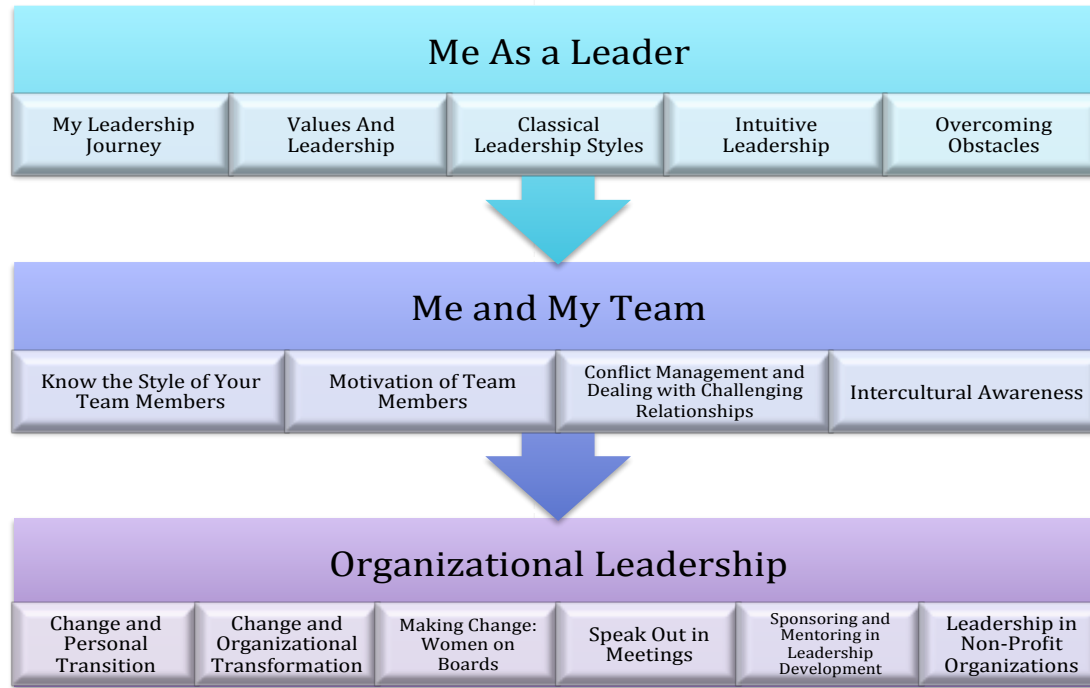 Me As a Leader
My Leadership
Journey
Values And
Leadership
Classical
Leadership Styles
Intuitive
Leadership
Overcoming
Obstacles
Me and My Team
Know the Style of Your
Team Members
Motivation of Team
Members
Conflict Management and
Dealing with Challenging
Relationships
Intercultural Awareness
Organizational Leadership
Change and
Personal
Transition
Change and
Organizational
Transformation
Making Change:
Women on
Boards
Speak Out in
Meetings
Sponsoring and
Mentoring in
Leadership
Development
Leadership in
Non-Profit
Organizations